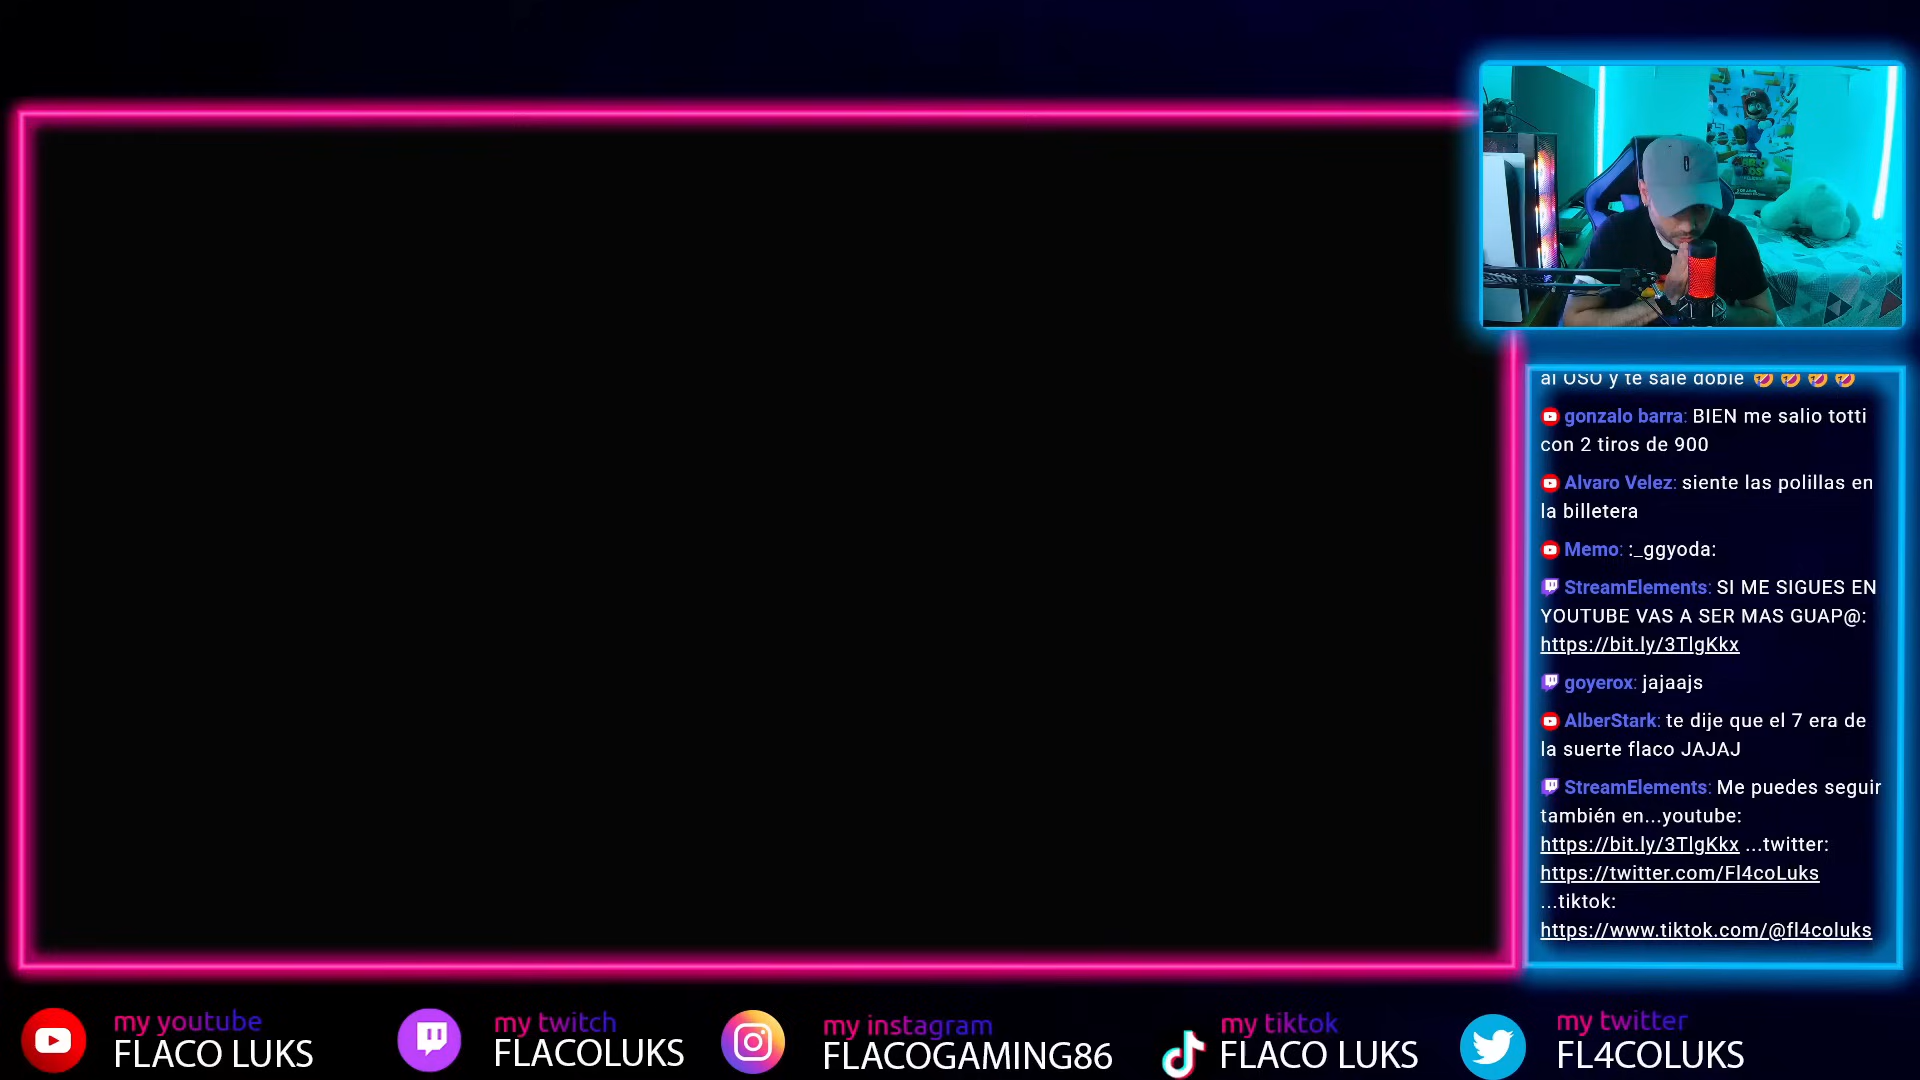 al OSO y te sale doble 🤣 🤣 🤣 🤣
gonzalo barra: BIEN me salio totti
con 2 tiros de 900
Alvaro Velez: siente las polillas en
la billetera
Memo: :_ggyoda:
StreamElements: SI ME SIGUES EN
YOUTUBE VAS A SER MAS GUAP@:
https://bit.ly/3TlgKkx
goyerox: jajaajs
AlberStark: te dije que el 7 era de
la suerte flaco JAJAJ
StreamElements: Me puedes seguir
también en...youtube:
https://bit.ly/3TlgKkx ...twitter:
https://twitter.com/Fl4coLuks
...tiktok:
https://www.tiktok.com/@fl4coluks
my youtube
FLACO LUKS
my twitch
FLACOLUKS
my instagram
FLACOGAMING86
my tiktok
FLACO LUKS
my twitter
FL4COLUKS